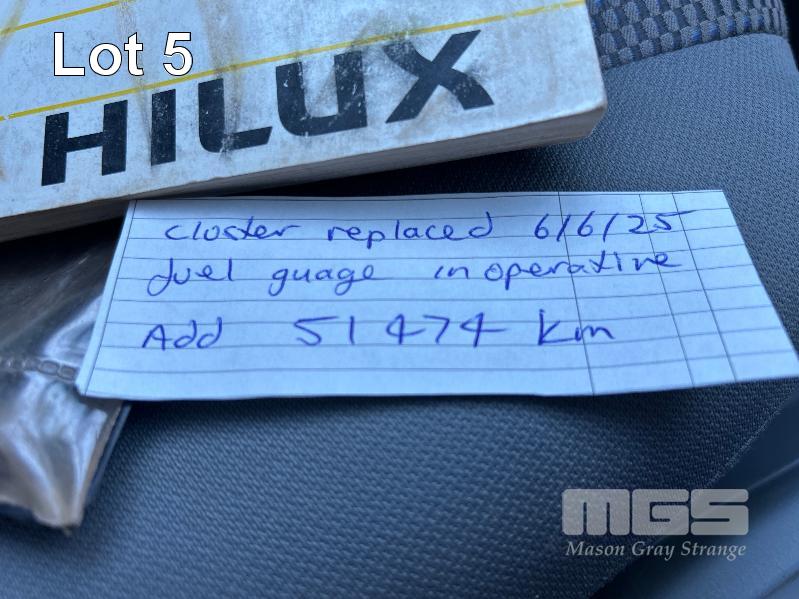 Lot 5
HILUX
cluster replaced 6/6/25
fuel guage inoperative
Add 51474 km
MGS
Mason Gray Strange